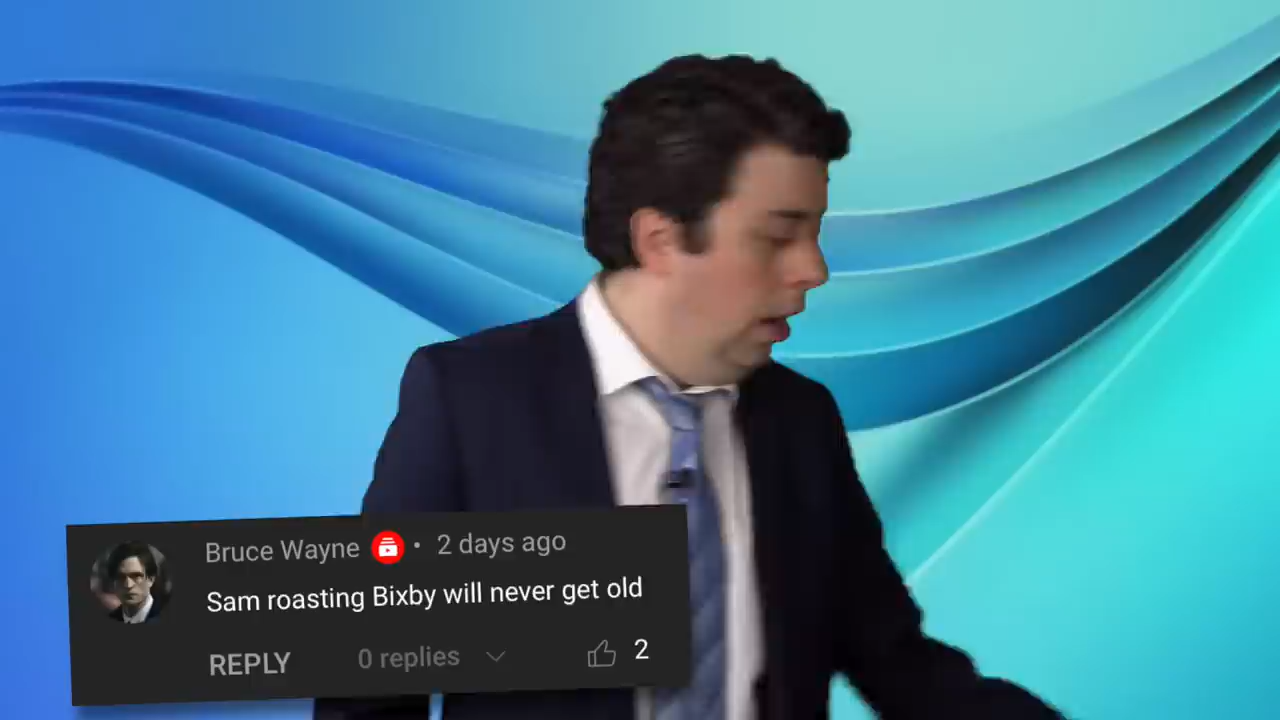 Bruce Wayne • 2 days ago
Sam roasting Bixby will never get old
REPLY 0 replies 2